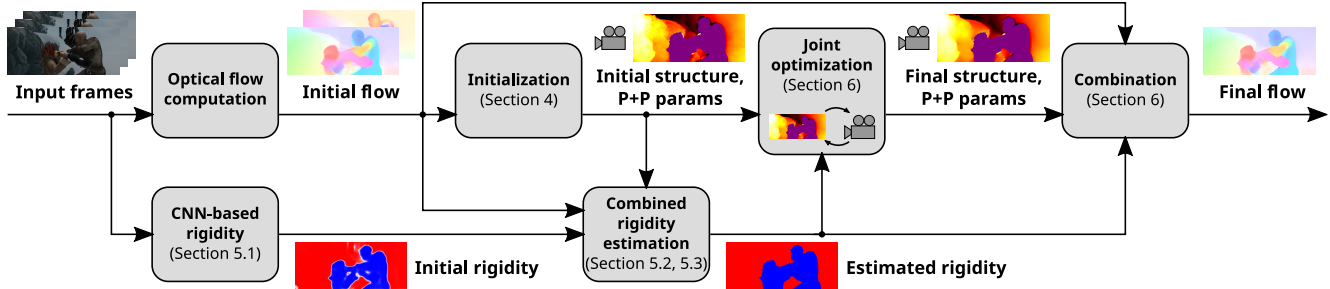 Input frames
Optical flow
computation
Initial flow
Initialization
(Section 4)
Initial structure,
P+P params
Joint
optimization
(Section 6)
Final structure,
P+P params
Combination
(Section 6)
Final flow
CNN-based
rigidity
(Section 5.1)
Initial rigidity
Combined
rigidity
estimation
(Section 5.2, 5.3)
Estimated rigidity